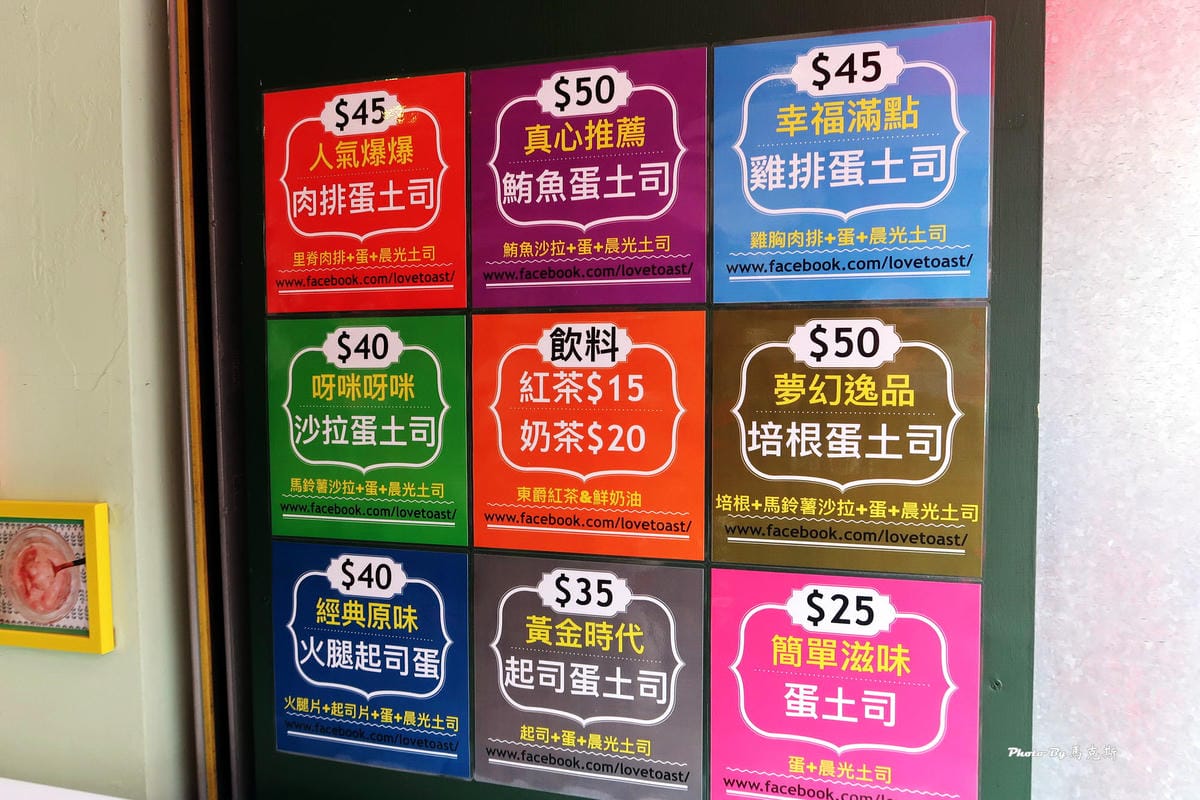 $45
人氣爆爆
肉排蛋土司
里脊肉排+蛋+晨光土司
www.facebook.com/lovetoast/
$50
真心推薦
鮪魚蛋土司
鮪魚沙拉+蛋+晨光土司
www.facebook.com/lovetoast/
$45
幸福滿點
雞排蛋土司
雞胸肉排+蛋+晨光土司
www.facebook.com/lovetoast/
$40
呀咪呀咪
沙拉蛋土司
馬鈴薯沙拉+蛋+晨光土司
www.facebook.com/lovetoast/
飲料
紅茶$15
奶茶$20
東爵紅茶&鮮奶油
www.facebook.com/lovetoast/
$50
夢幻逸品
培根蛋土司
培根+馬鈴薯沙拉+蛋+晨光土司
www.facebook.com/lovetoast/
$40
經典原味
火腿起司蛋
火腿片+起司片+蛋+晨光土司
www.facebook.com/lovetoast/
$35
黃金時代
起司蛋土司
起司+蛋+晨光土司
www.facebook.com/lovetoast/
$25
簡單滋味
蛋土司
蛋+晨光土司
www.facebook.com/lovetoast/
Photo By 馬克斯